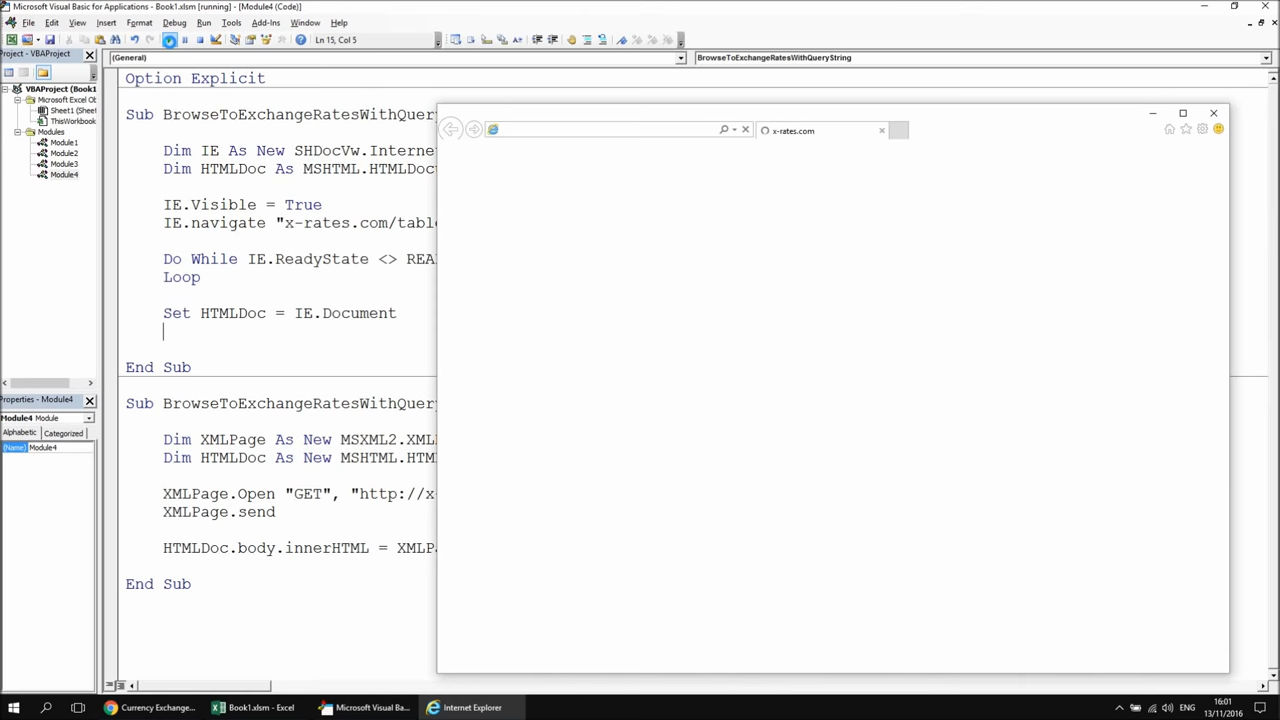 Microsoft Visual Basic for Applications - Book1.xlsm [running] - [Module4 (Code)]
File Edit View Insert Format Debug Run Tools Add-Ins Window Help
Ln 15, Col 5
Project - VBAProject
(General)
BrowseToExchangeRatesWithQueryString
VBAProject (Book1
Microsoft Excel Ob
Sheet1 (Sheet
ThisWorkbook
Modules
Module1
Module2
Module3
Module4
Properties - Module4
Module4 Module
Alphabetic Categorized
(Name) Module4
Option Explicit
Sub BrowseToExchangeRatesWithQuery
Dim IE As New SHDocVw.Internet
Dim HTMLDoc As MSHTML.HTMLDocu
IE.Visible = True
IE.navigate "x-rates.com/table
Do While IE.ReadyState <> REA
Loop
Set HTMLDoc = IE.Document
End Sub
Sub BrowseToExchangeRatesWithQuery
Dim XMLPage As New MSXML2.XML
Dim HTMLDoc As New MSHTML.HTM
XMLPage.Open "GET", "http://x-
XMLPage.send
HTMLDoc.body.innerHTML = XMLPa
End Sub
x-rates.com
Currency Exchange...
Book1.xlsm - Excel
Microsoft Visual Ba...
Internet Explorer
ENG
16:01
13/11/2016